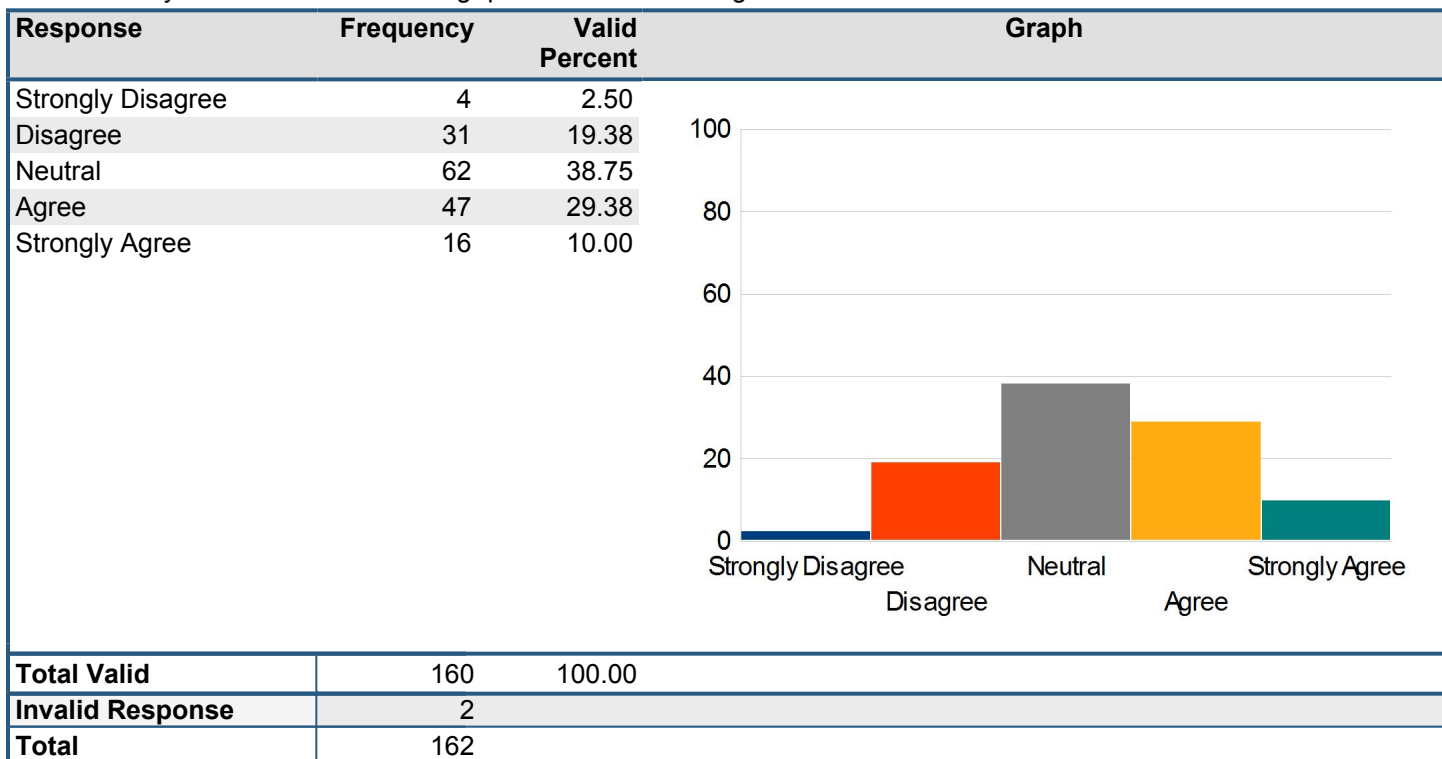 Response Frequency Valid Percent Graph
Strongly Disagree 4 2.50
Disagree 31 19.38
Neutral 62 38.75
Agree 47 29.38
Strongly Agree 16 10.00
100
80
60
40
20
0
Strongly Disagree Neutral Strongly Agree
Disagree Agree
Total Valid 160 100.00
Invalid Response 2
Total 162